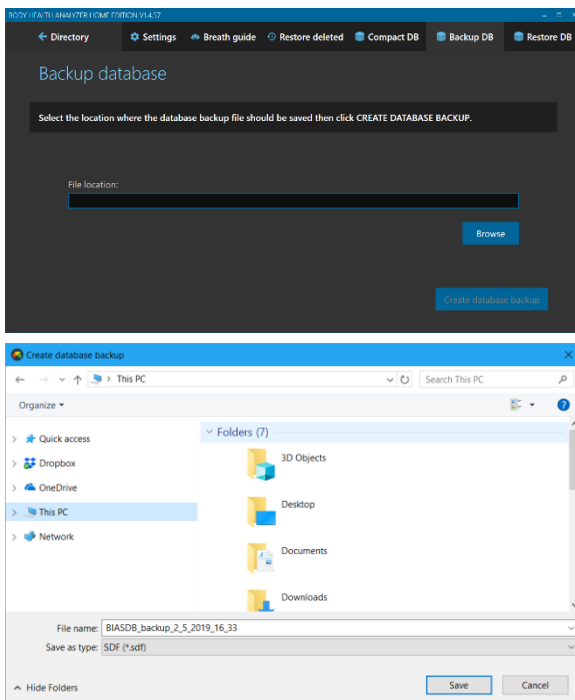 BODY HEALTH ANALYZER HOME EDITION V1.4.57
Directory Settings Breath guide Restore deleted Compact DB Backup DB Restore DB
Backup database
Select the location where the database backup file should be saved then click CREATE DATABASE BACKUP.
File location:
Browse
Create database backup
Create database backup
This PC Search This PC
Organize
Folders (7)
Quick access
3D Objects
Dropbox
OneDrive
Desktop
This PC
Network
Documents
Downloads
File name: BIASDB_backup_2_5_2019_16_33
Save as type: SDF (*.sdf)
Hide Folders Save Cancel